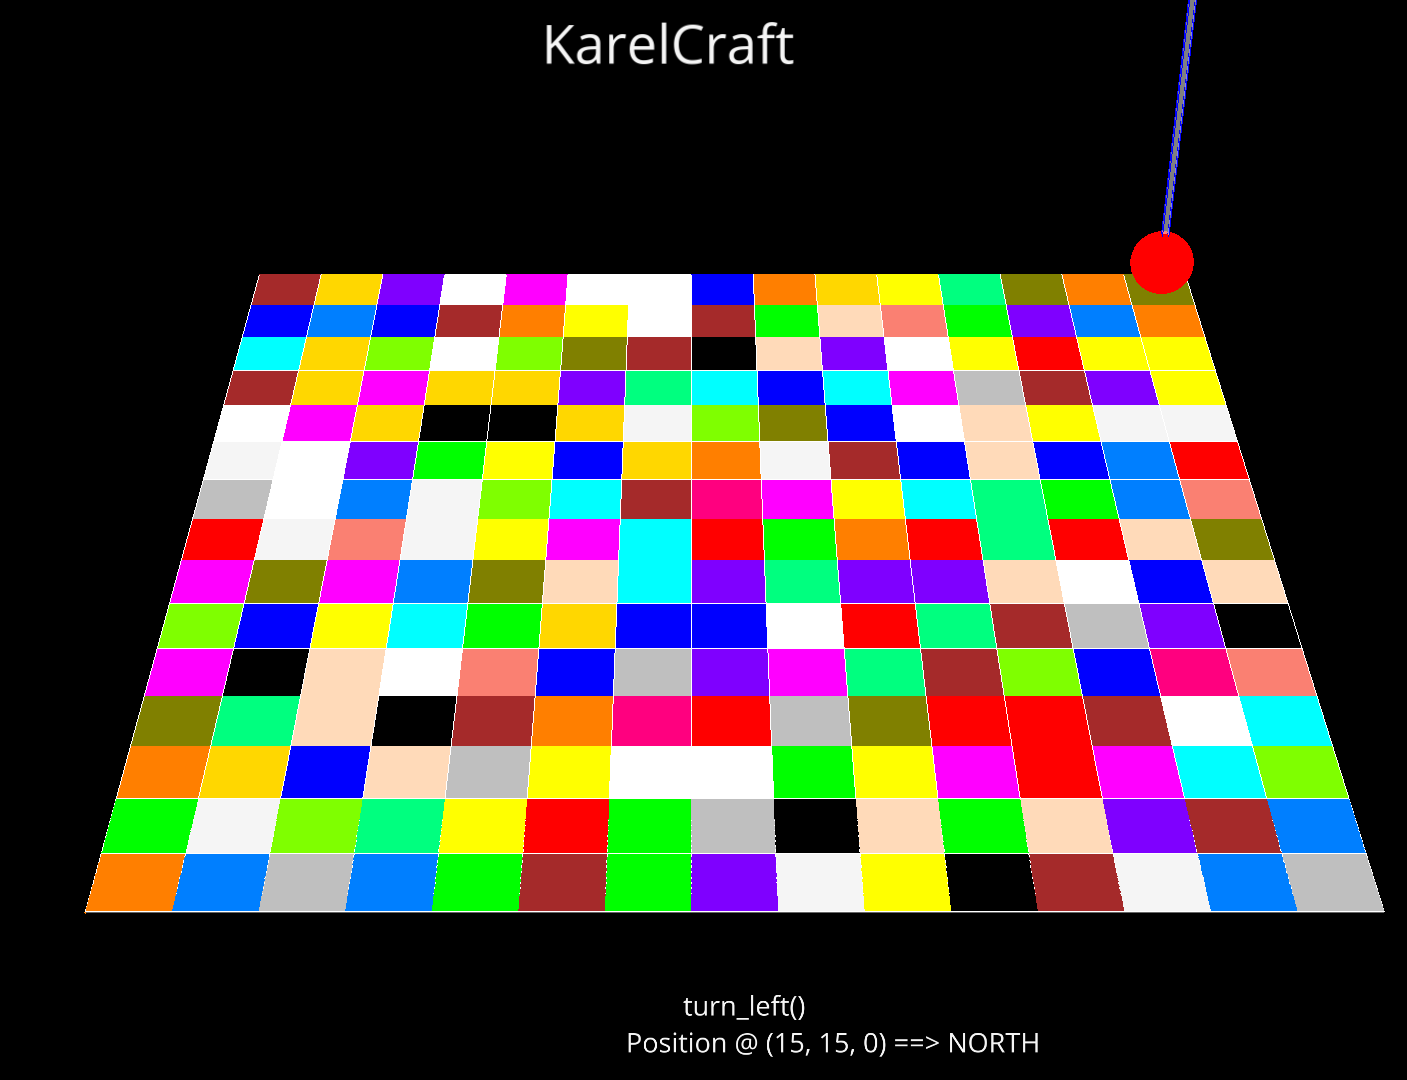 KarelCraft
turn_left()
Position @ (15, 15, 0) ==> NORTH